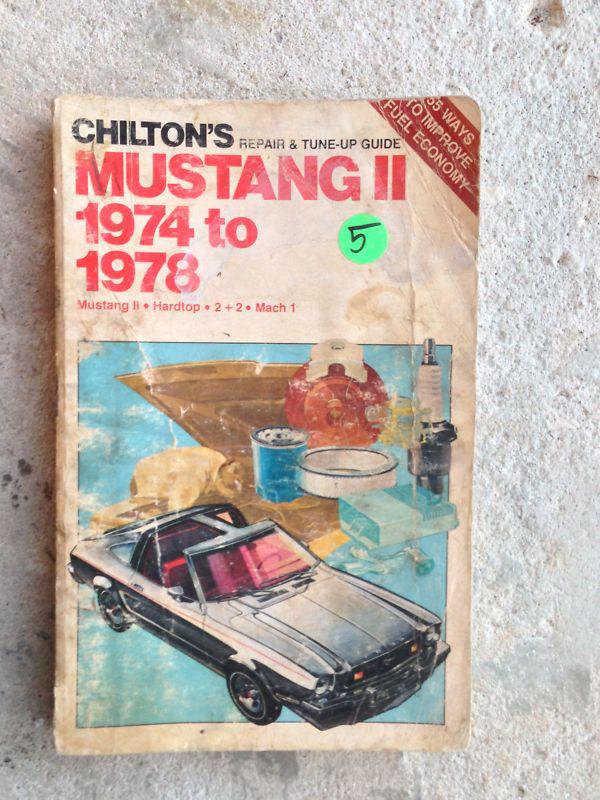 CHILTON'S REPAIR & TUNE-UP GUIDE
MUSTANG II
1974 to
1978
Mustang II • Hardtop • 2 + 2 • Mach 1
55 WAYS
TO IMPROVE
FUEL ECONOMY
5